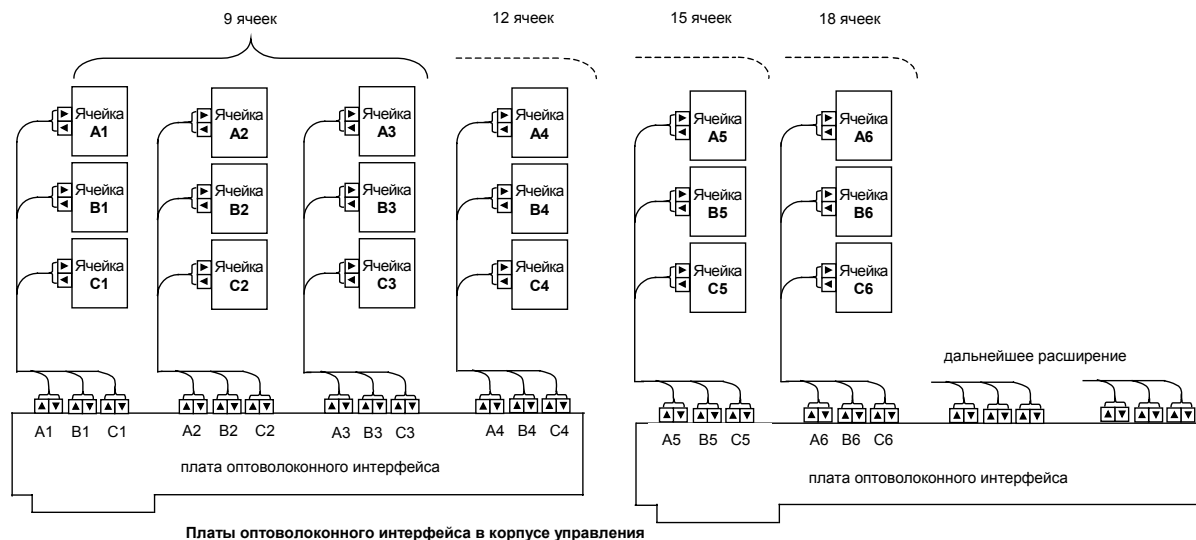 9 ячеек
12 ячеек
15 ячеек
18 ячеек
Ячейка
A1
Ячейка
A2
Ячейка
A3
Ячейка
A4
Ячейка
A5
Ячейка
A6
Ячейка
B1
Ячейка
B2
Ячейка
B3
Ячейка
B4
Ячейка
B5
Ячейка
B6
Ячейка
C1
Ячейка
C2
Ячейка
C3
Ячейка
C4
Ячейка
C5
Ячейка
C6
дальнейшее расширение
A1 B1 C1 A2 B2 C2 A3 B3 C3 A4 B4 C4
A5 B5 C5 A6 B6 C6
плата оптоволоконного интерфейса
плата оптоволоконного интерфейса
Платы оптоволоконного интерфейса в корпусе управления